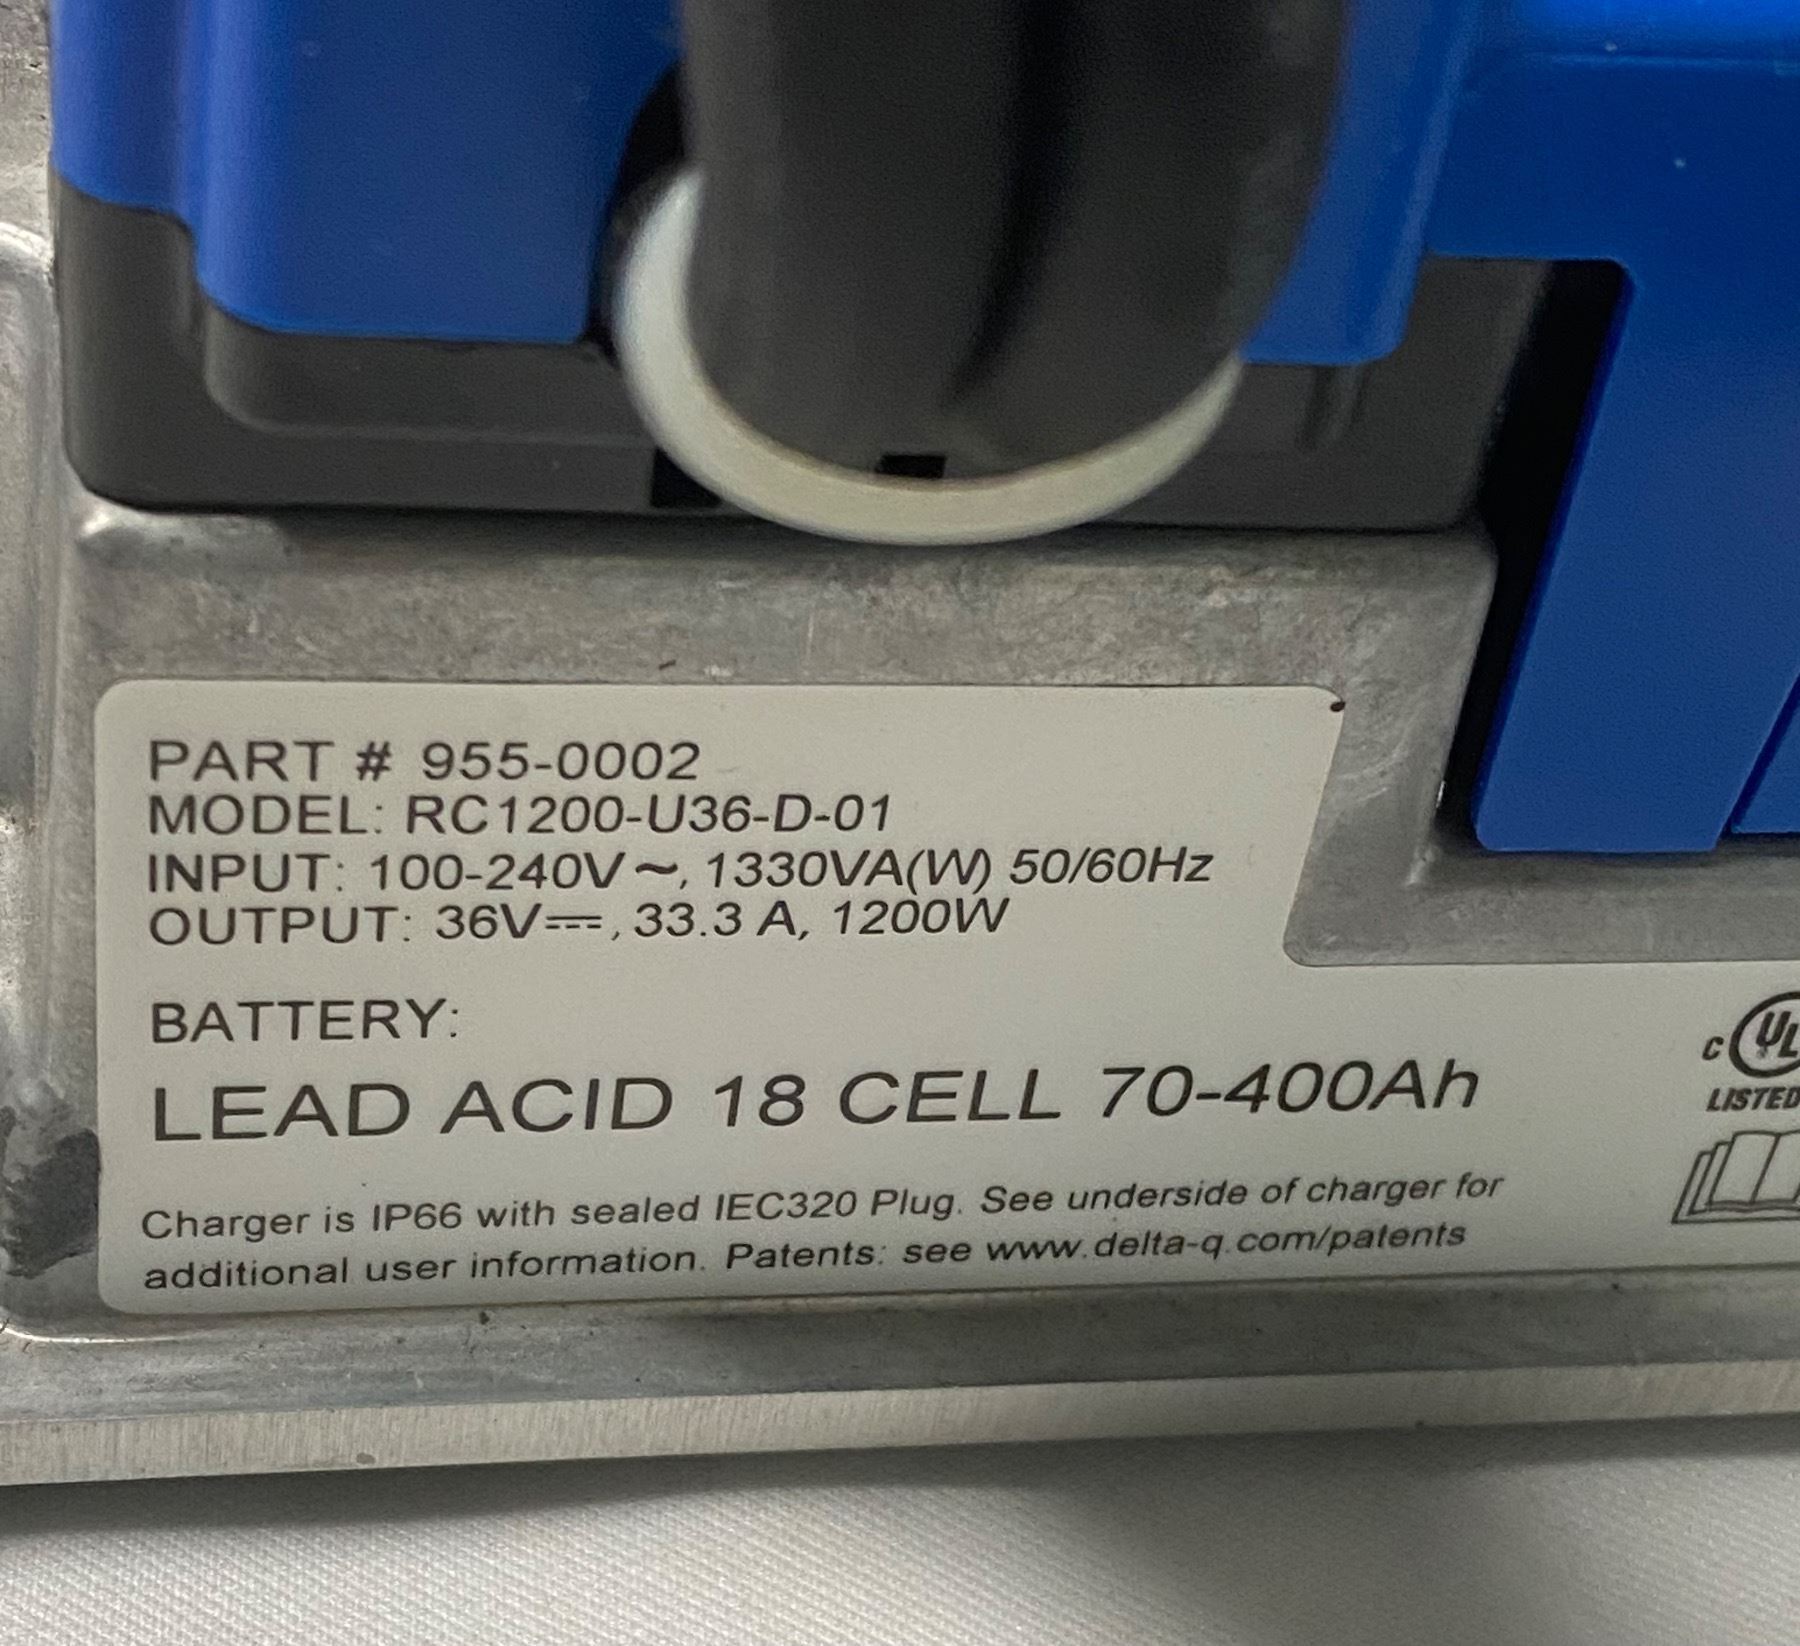 PART # 955-0002
MODEL: RC1200-U36-D-01
INPUT: 100-240V~, 1330VA(W) 50/60Hz
OUTPUT: 36V⎓, 33.3 A, 1200W
BATTERY:
LEAD ACID 18 CELL 70-400Ah
Charger is IP66 with sealed IEC320 Plug. See underside of charger for
additional user information. Patents: see www.delta-q.com/patents
c UL
LISTED